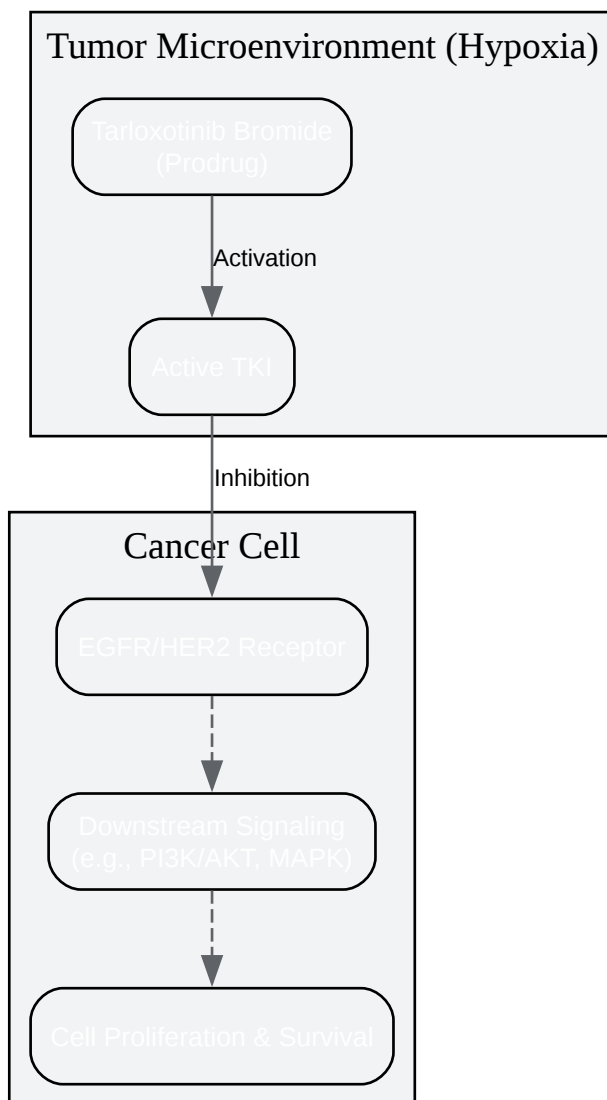 Tumor Microenvironment (Hypoxia)
Tarloxotinib Bromide
(Prodrug)
Activation
Active TKI
Inhibition
Cancer Cell
EGFR/HER2 Receptor
Downstream Signaling
(e.g., PI3K/AKT, MAPK)
Cell Proliferation & Survival